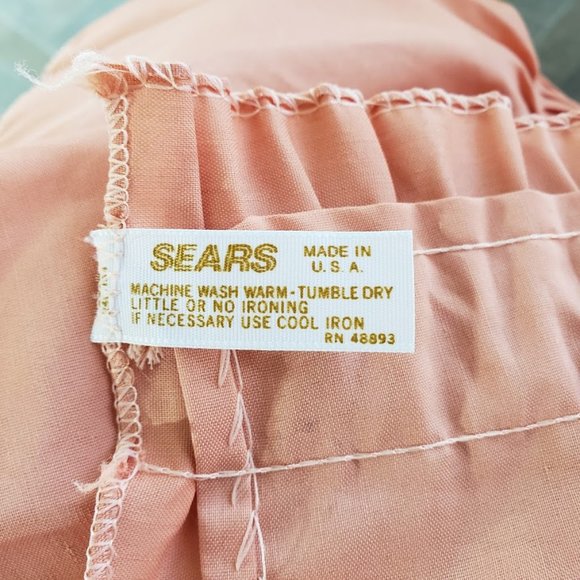 SEARS MADE IN
U.S.A.
MACHINE WASH WARM-TUMBLE DRY
LITTLE OR NO IRONING
IF NECESSARY USE COOL IRON
RN 48893